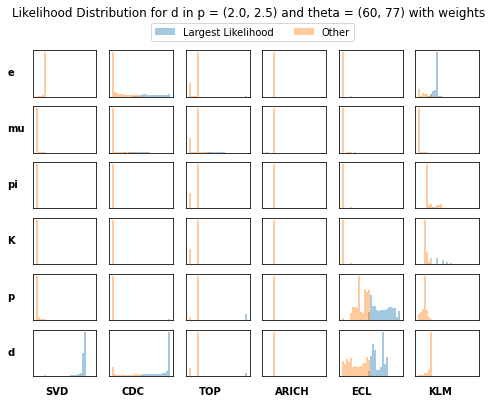 Likelihood Distribution for d in p = (2.0, 2.5) and theta = (60, 77) with weights
Largest Likelihood Other
e
mu
pi
K
p
d
SVD CDC TOP ARICH ECL KLM